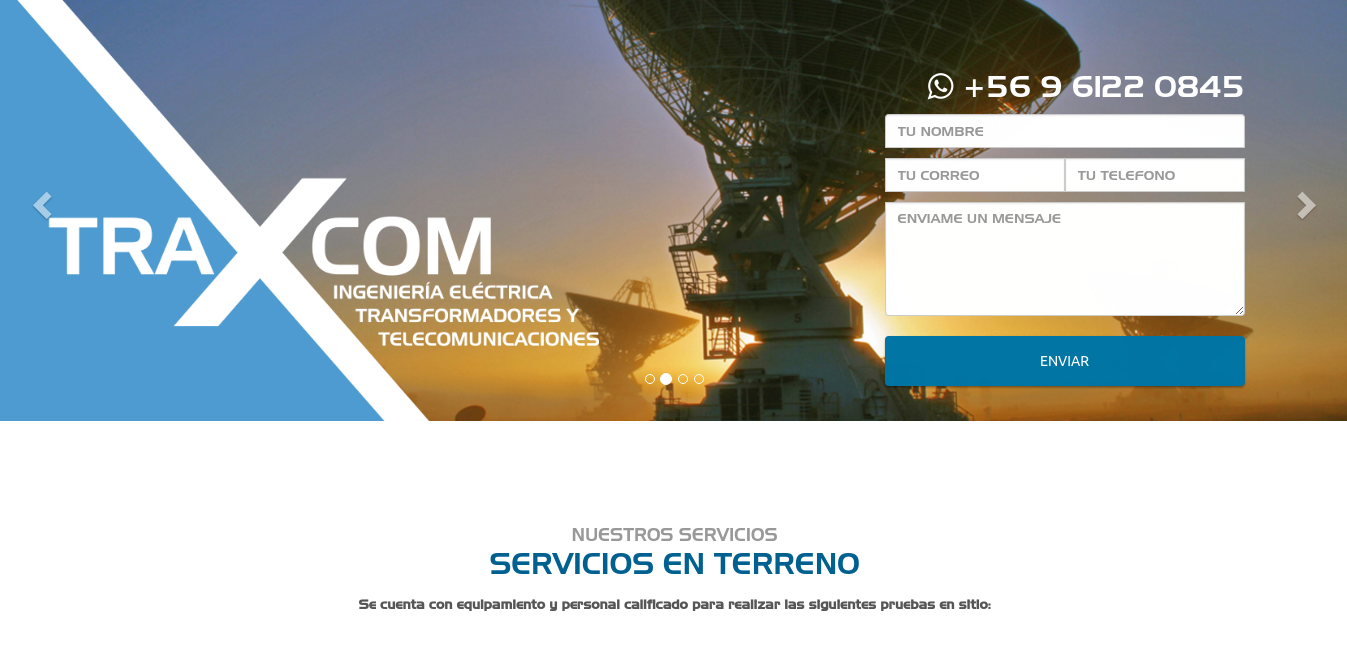 +56 9 6122 0845
TU NOMBRE
TU CORREO
TU TELEFONO
ENVIAME UN MENSAJE
TRAXCOM
INGENIERÍA ELÉCTRICA
TRANSFORMADORES Y
TELECOMUNICACIONES
ENVIAR
NUESTROS SERVICIOS
SERVICIOS EN TERRENO
Se cuenta con equipamiento y personal calificado para realizar las siguientes pruebas en sitio: